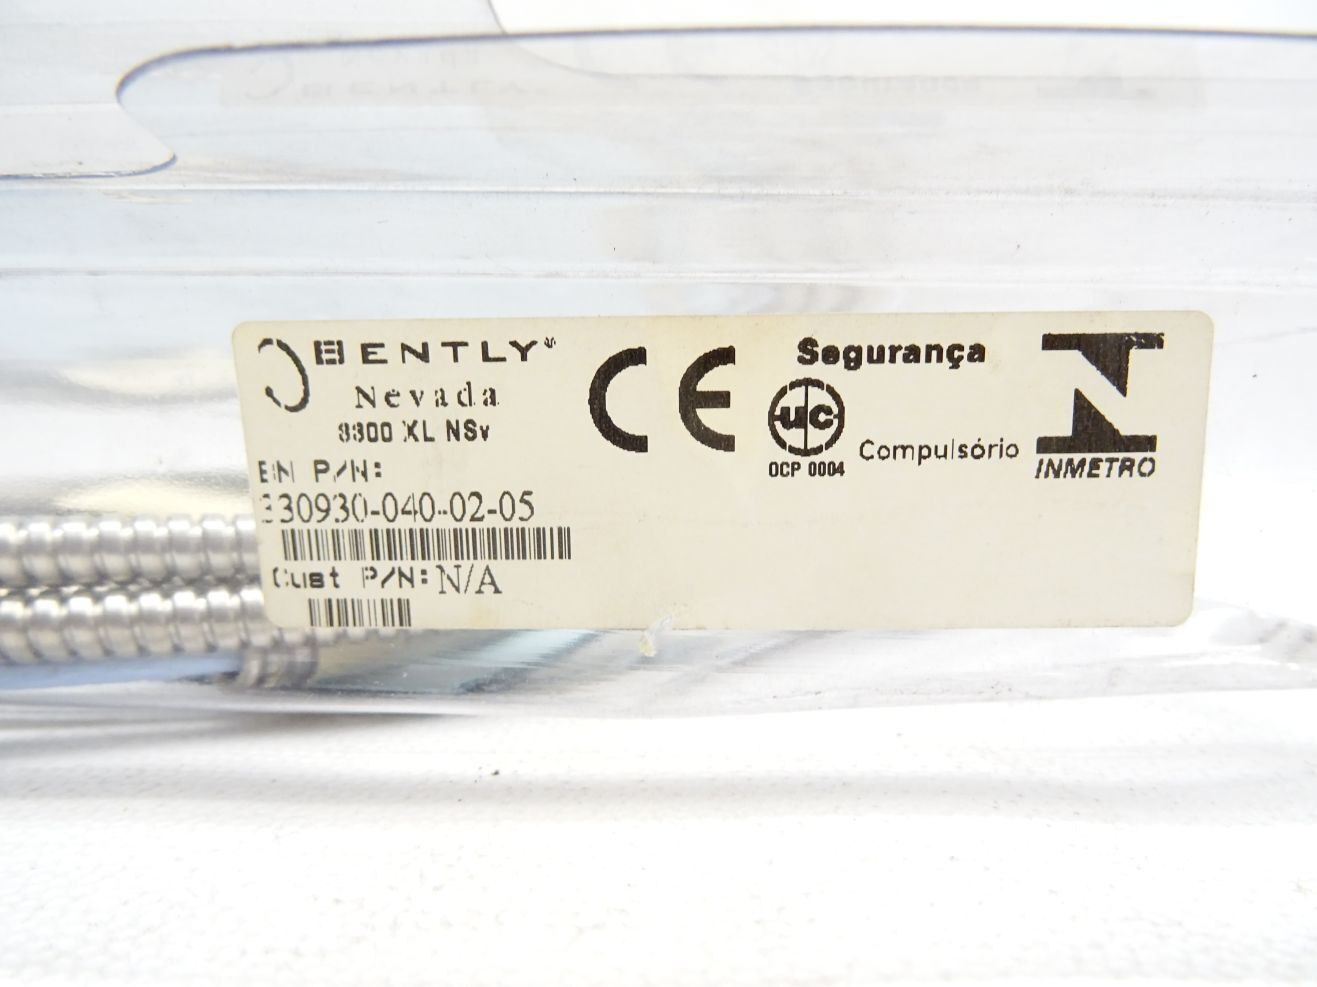 BENTLY
Nevada
3300 XL NSv
BN P/N:
330930-040-02-05
Cust P/N: N/A
CE
Segurança
UC
OCP 0004
Compulsório
INMETRO